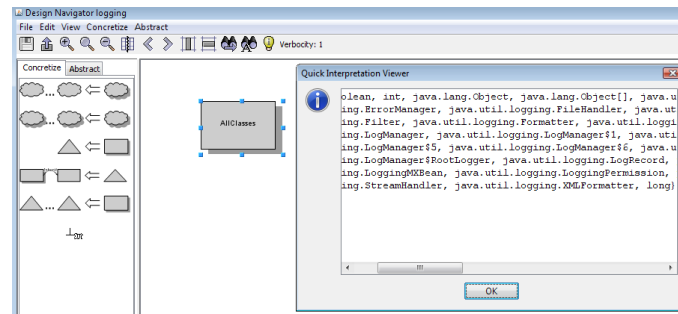 Design Navigator logging
File Edit View Concretize Abstract
Verbocity: 1
Concretize Abstract
AllClasses
Quick Interpretation Viewer
olean, int, java.lang.Object, java.lang.Object[], java.u
ing.ErrorManager, java.util.logging.FileHandler, java.ut
ing.Filter, java.util.logging.Formatter, java.util.loggi
ing.LogManager, java.util.logging.LogManager$1, java.uti
ing.LogManager$5, java.util.logging.LogManager$6, java.u
ing.LogManager$RootLogger, java.util.logging.LogRecord,
ing.LoggingMXBean, java.util.logging.LoggingPermission,
ing.StreamHandler, java.util.logging.XMLFormatter, long}
OK